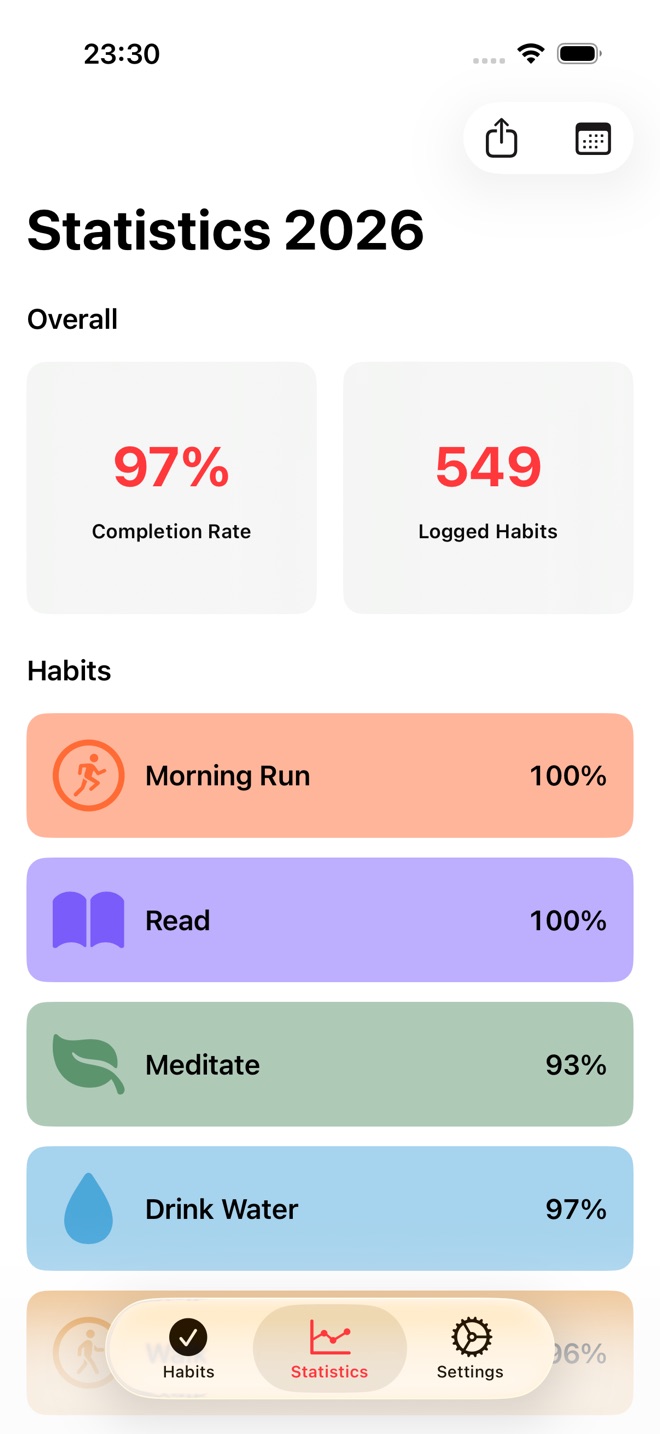 23:30
Statistics 2026
Overall
97%
549
Completion Rate
Logged Habits
Habits
Morning Run 100%
Read 100%
Meditate 93%
Drink Water 97%
96%
Habits Statistics Settings